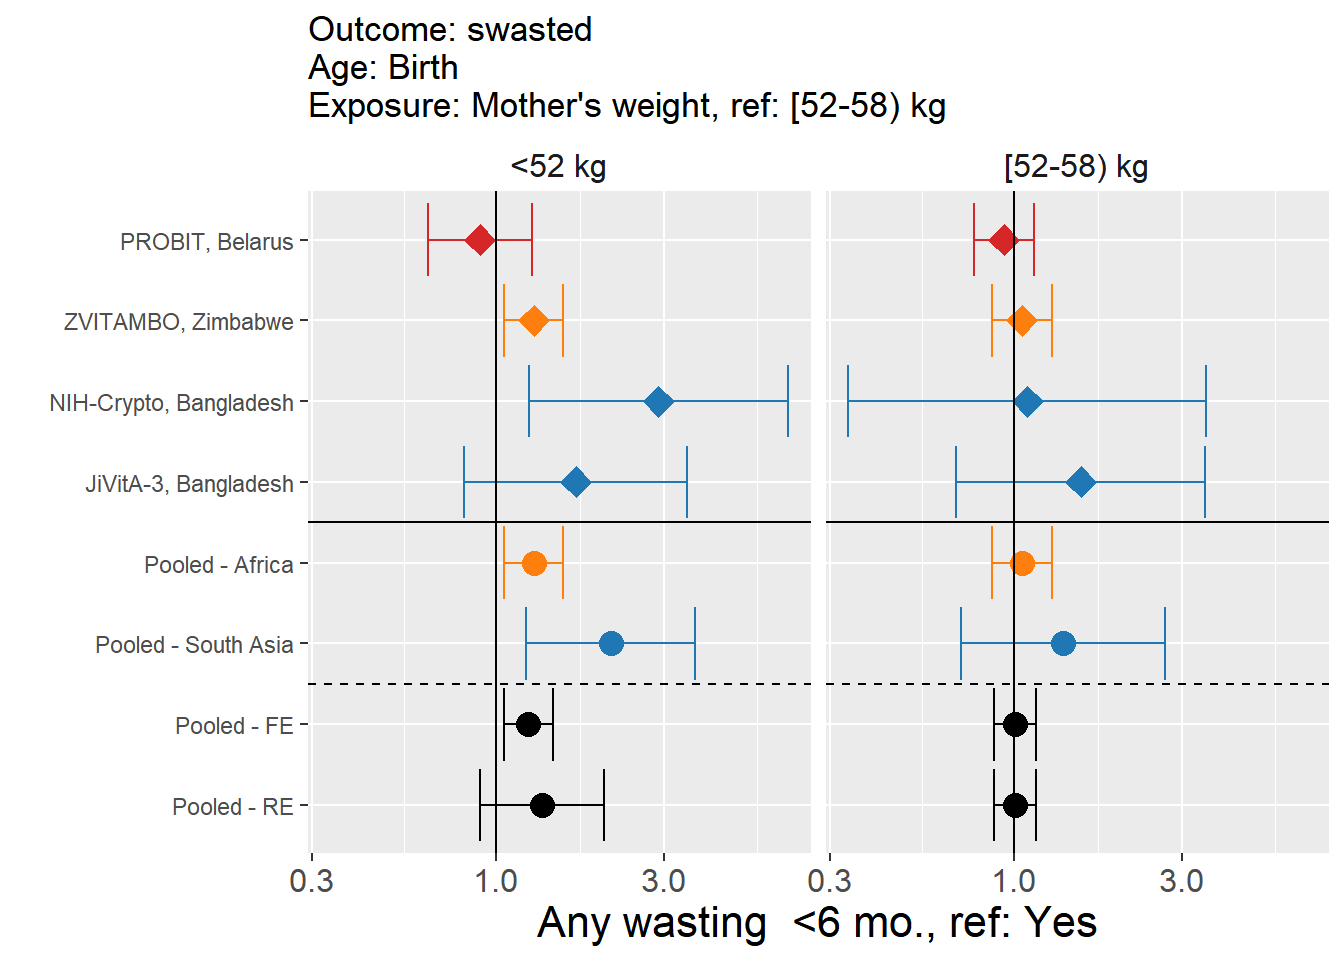 Outcome: swasted
Age: Birth
Exposure: Mother's weight, ref: [52-58) kg
<52 kg
[52-58) kg
PROBIT, Belarus
ZVITAMBO, Zimbabwe
NIH-Crypto, Bangladesh
JiVitA-3, Bangladesh
Pooled - Africa
Pooled - South Asia
Pooled - FE
Pooled - RE
0.3 1.0 3.0 0.3 1.0 3.0
Any wasting  <6 mo., ref: Yes